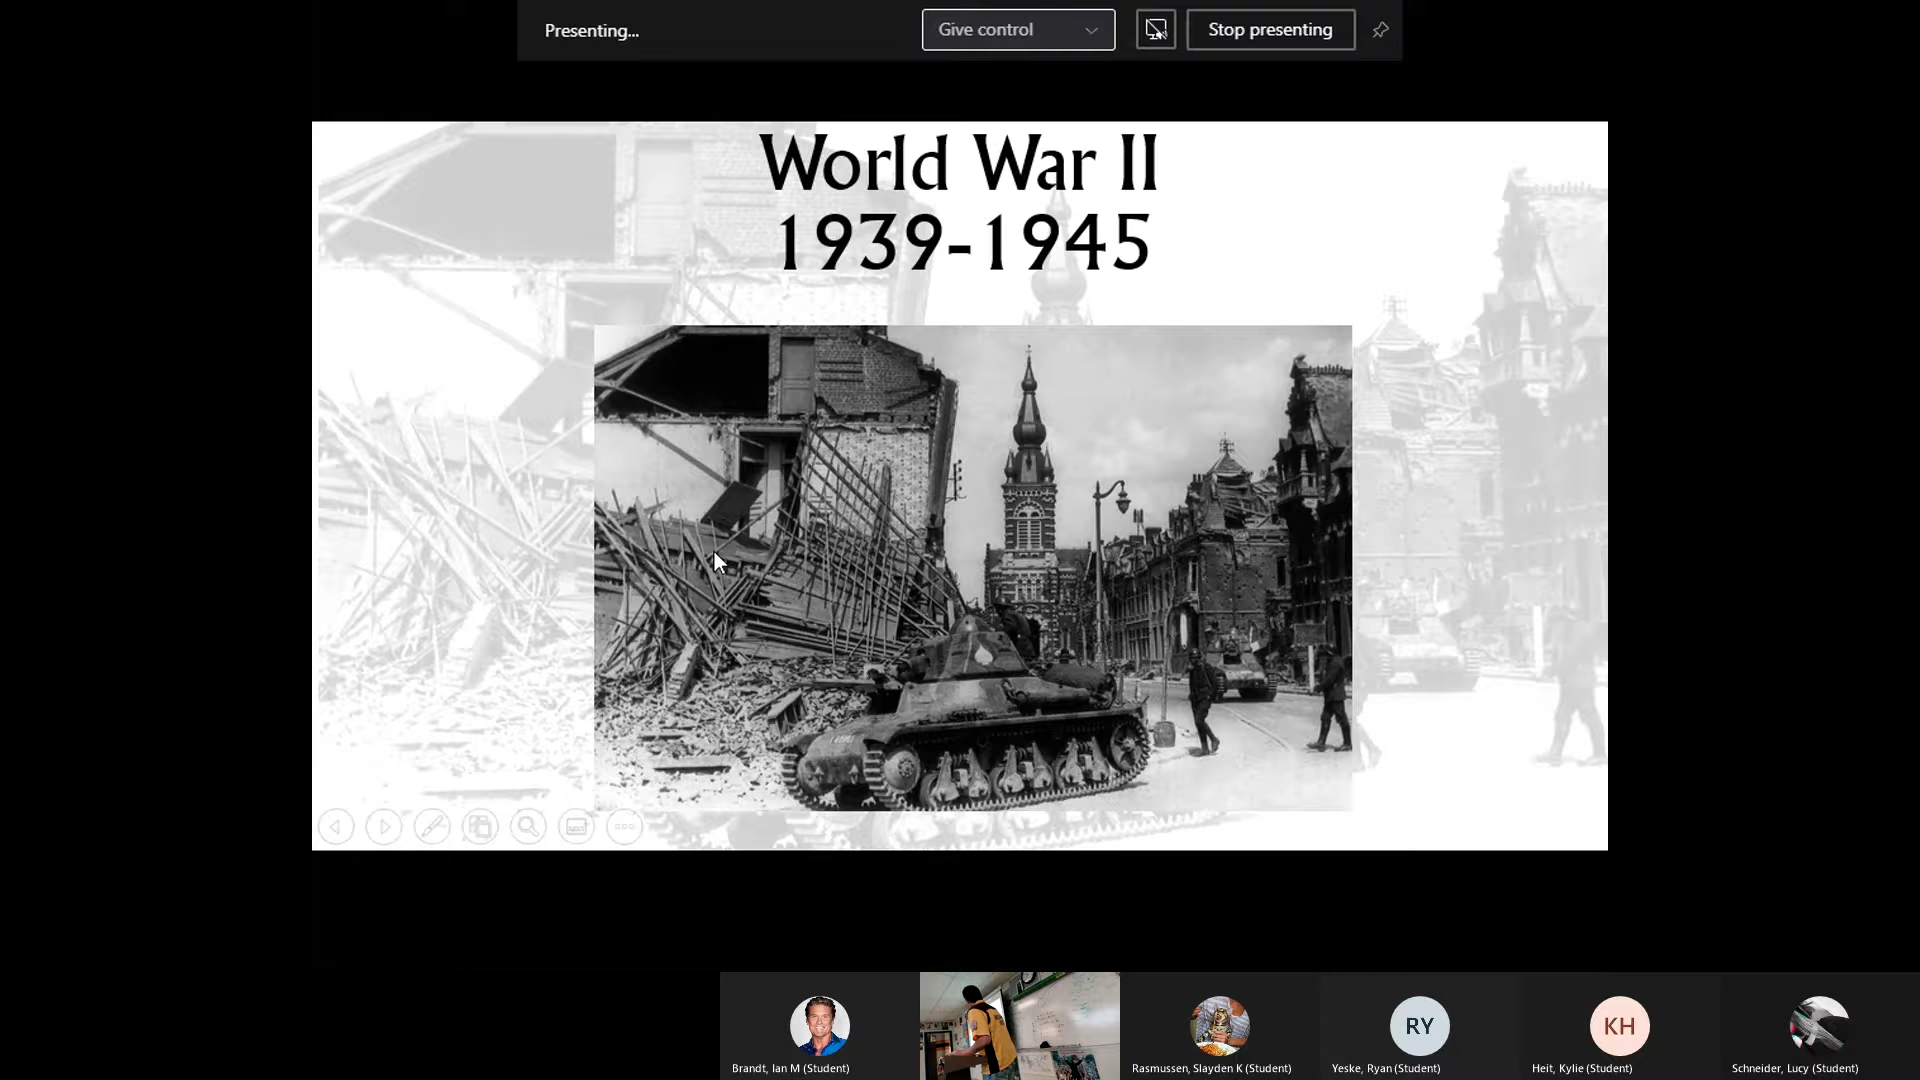 Presenting...
Give control
Stop presenting
World War II
1939-1945
RY
KH
Brandt, Ian M (Student)
Rasmussen, Slayden K (Student)
Yeske, Ryan (Student)
Heit, Kylie (Student)
Schneider, Lucy (Student)